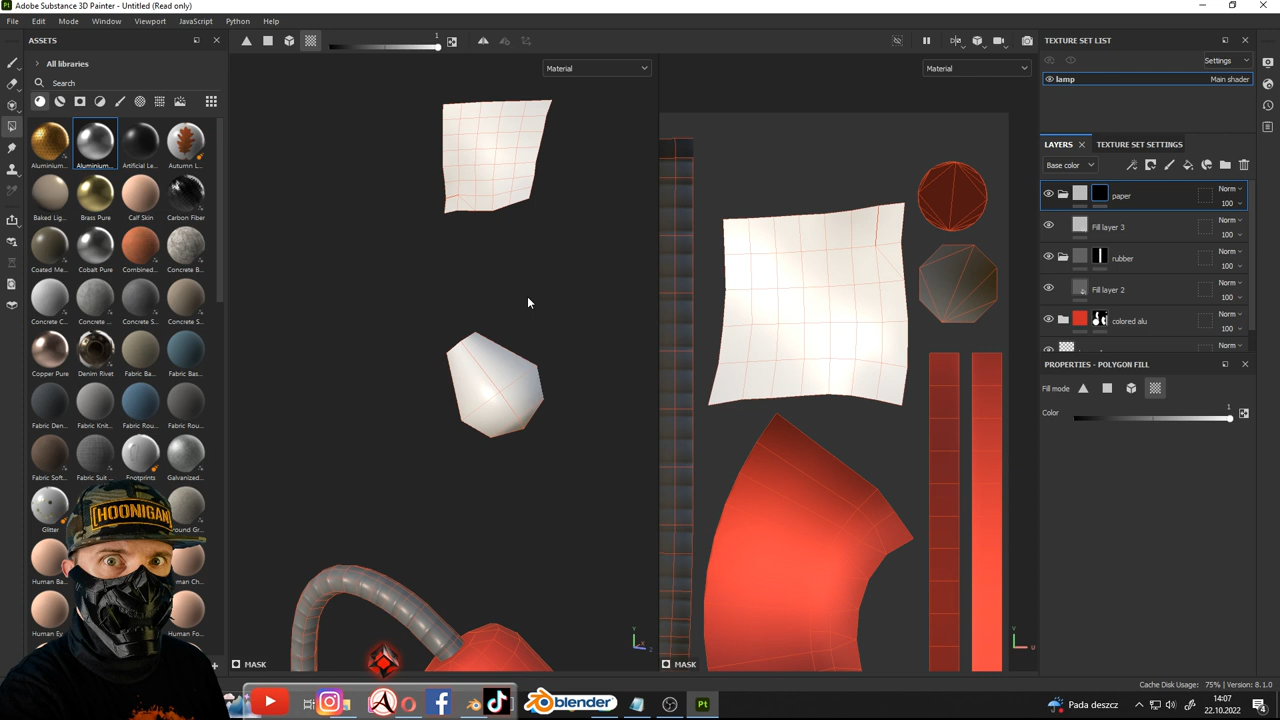 Adobe Substance 3D Painter - Untitled (Read only)
File Edit Mode Window Viewport JavaScript Python Help
ASSETS
All libraries
Search
Aluminium... Aluminium... Artificial Le... Autumn L...
Baked Lig... Brass Pure Calf Skin Carbon Fiber
Coated Me... Cobalt Pure Combined... Concrete B...
Concrete C... Concrete ... Concrete S... Concrete S...
Copper Pure Denim Rivet Fabric Ba... Fabric Bas...
Fabric Den... Fabric Knit... Fabric Rou... Fabric Rou...
Fabric Soft... Fabric Suit ... Footprints Galvanized...
Glitter
Human Ba...
Human Ey...
Human Fo...
1
Material
Material
MASK
MASK
TEXTURE SET LIST
Settings
lamp Main shader
LAYERS TEXTURE SET SETTINGS
Base color
paper Norm 100
Fill layer 3 Norm 100
rubber Norm 100
Fill layer 2 Norm 100
colored alu Norm 100
Norm
PROPERTIES - POLYGON FILL
Fill mode
Color 1
Cache Disk Usage: 75% | Version: 8.1.0
HOONIGAN
blender
Pt
Pada deszcz
14:07
22.10.2022